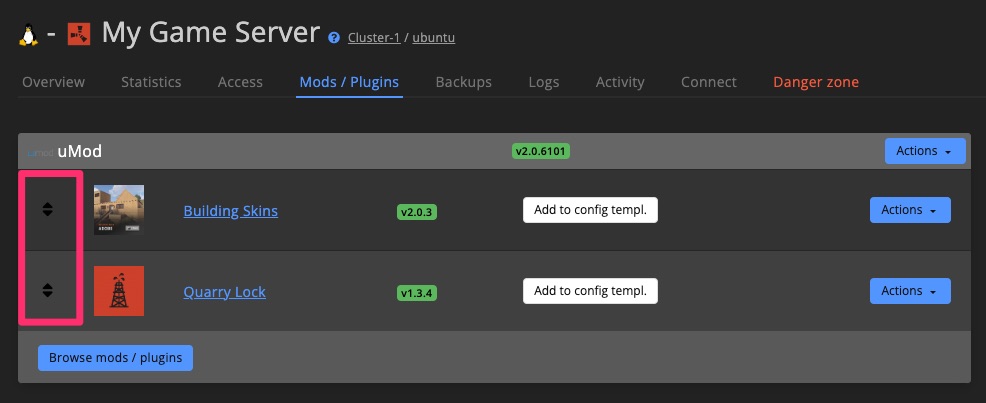 - My Game Server ? Cluster-1 / ubuntu
Overview Statistics Access Mods / Plugins Backups Logs Activity Connect Danger zone
uMod v2.0.6101 Actions
Building Skins v2.0.3 Add to config templ. Actions
Quarry Lock v1.3.4 Add to config templ. Actions
Browse mods / plugins